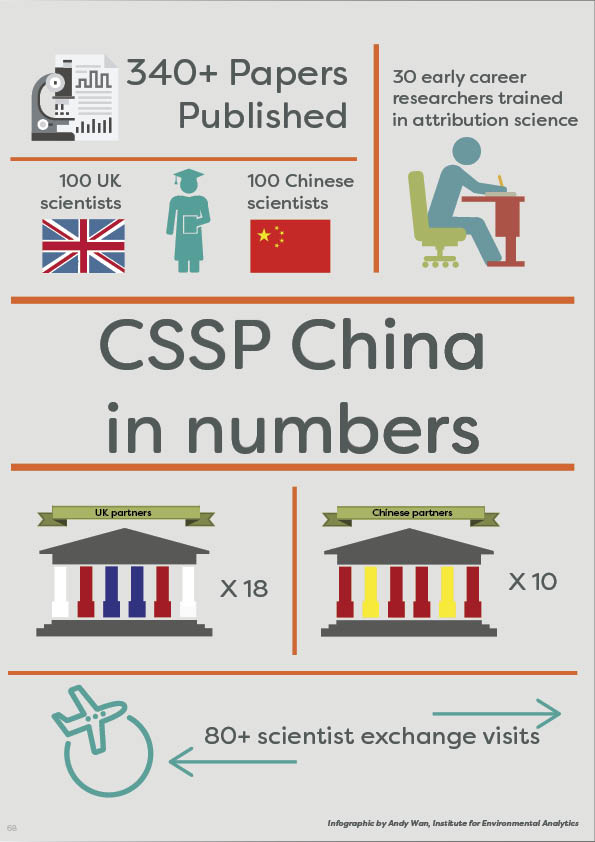 340+ Papers
Published
30 early career
researchers trained
in attribution science
100 UK
scientists
100 Chinese
scientists
CSSP China
in numbers
UK partners
X 18
Chinese partners
X 10
80+ scientist exchange visits
68
Infographic by Andy Wan, Institute for Environmental Analytics